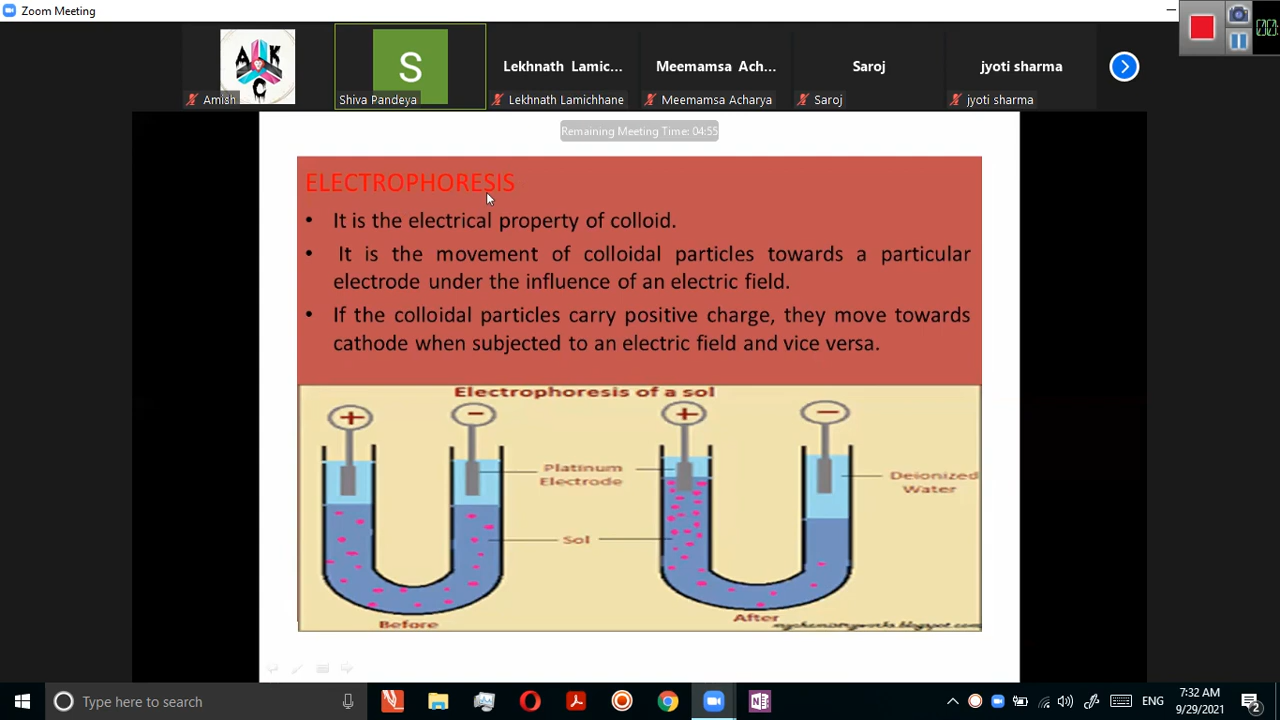 Zoom Meeting
A K C
S
Lekhnath Lamic...
Meemamsa Ach...
Saroj
jyoti sharma
Amish
Shiva Pandeya
Lekhnath Lamichhane
Meemamsa Acharya
Saroj
jyoti sharma
Remaining Meeting Time: 04:55
ELECTROPHORESIS
• It is the electrical property of colloid.
• It is the movement of colloidal particles towards a particular
electrode under the influence of an electric field.
• If the colloidal particles carry positive charge, they move towards
cathode when subjected to an electric field and vice versa.
Electrophoresis of a sol
+ − + −
Platinum
Electrode
Deionized
Water
Sol
Before
After
mychemistryworks.blogspot.com
Type here to search
ENG
7:32 AM
9/29/2021
2